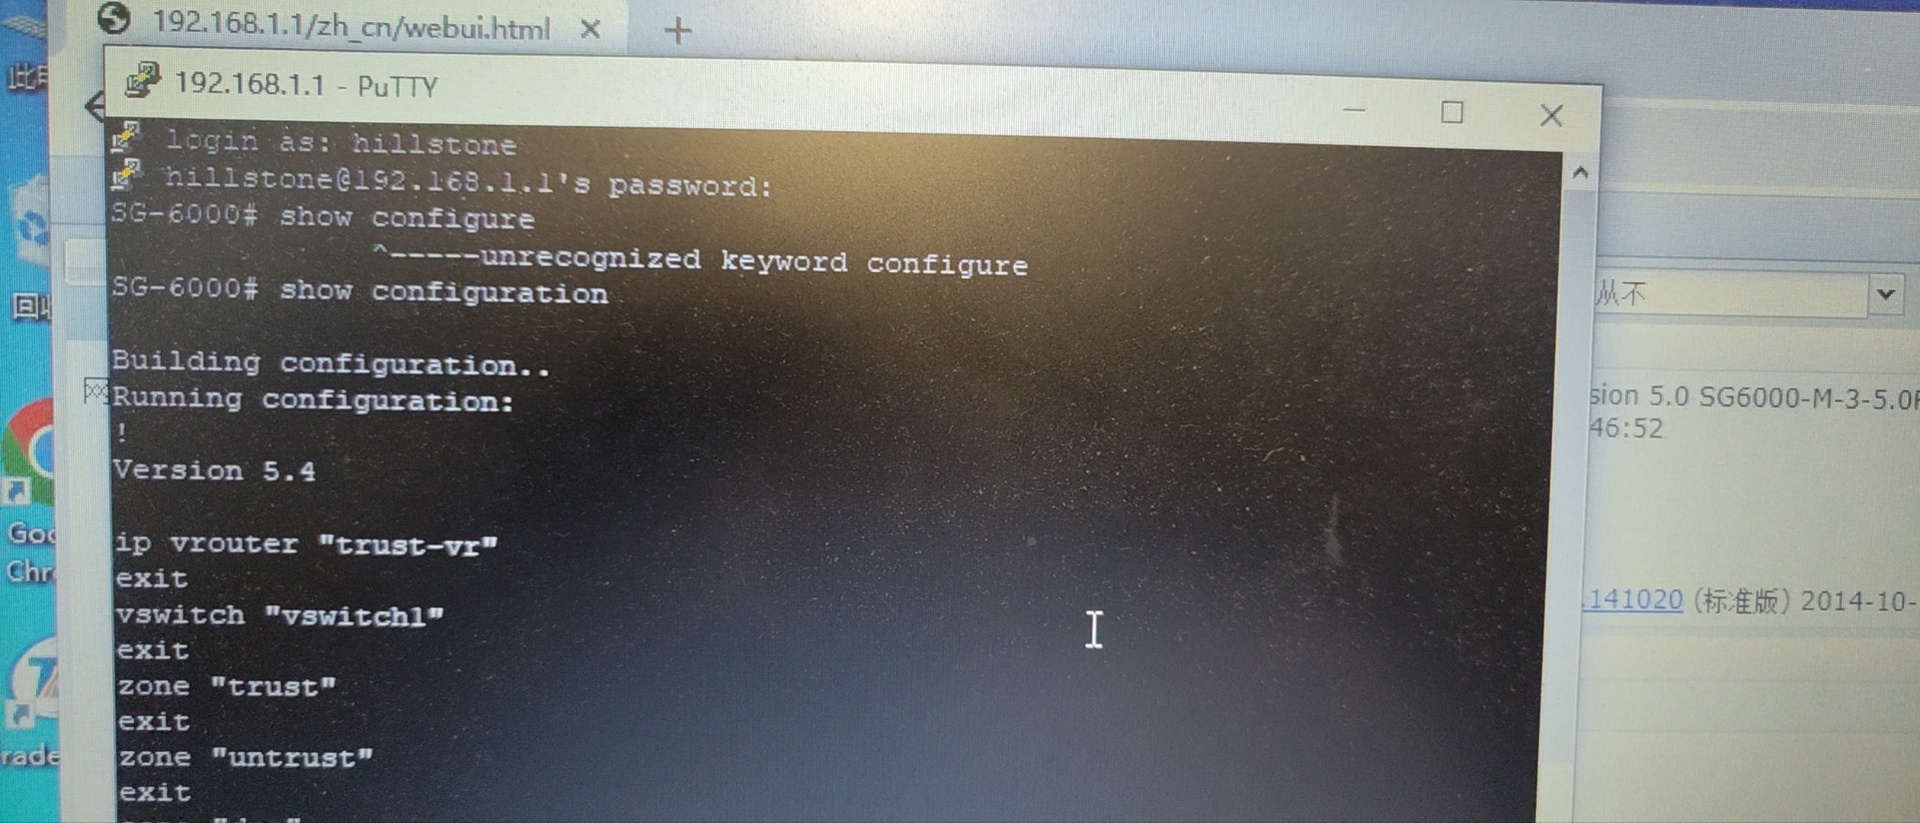 192.168.1.1/zh_cn/webui.html
192.168.1.1 - PuTTY
login as: hillstone
hillstone@192.168.1.1's password:
SG-6000# show configure
^-----unrecognized keyword configure
SG-6000# show configuration
Building configuration..
Running configuration:
!
Version 5.4
ip vrouter "trust-vr"
exit
vswitch "vswitch1"
exit
zone "trust"
exit
zone "untrust"
exit
从不
sion 5.0 SG6000-M-3-5.0
46:52
141020 (标准版) 2014-10-
此
回收
Goo
Chr
rade